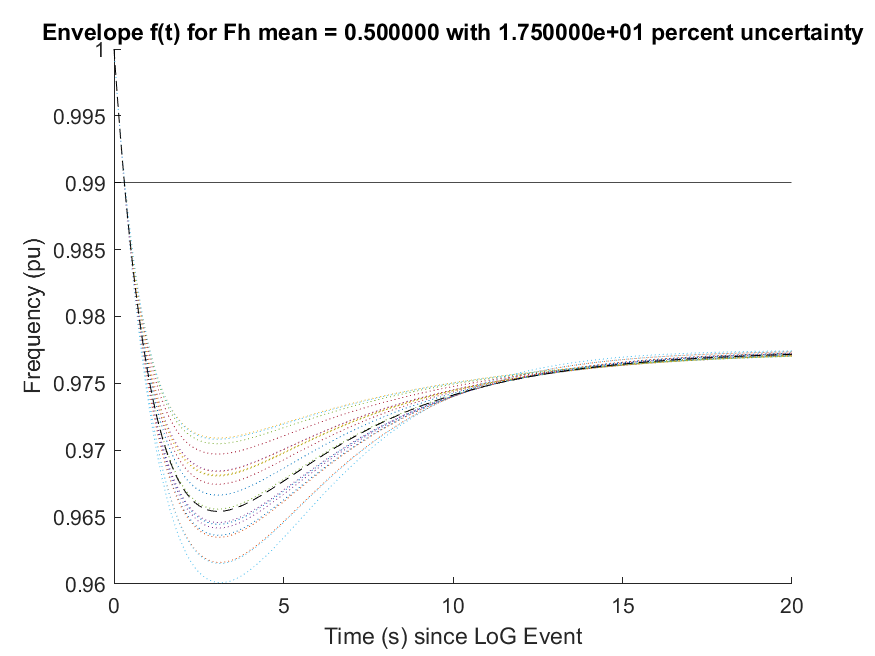 Envelope f(t) for Fh mean = 0.500000 with 1.750000e+01 percent uncertainty
1
0.995
0.99
0.985
0.98
0.975
0.97
0.965
0.96
Frequency (pu)
0 5 10 15 20
Time (s) since LoG Event